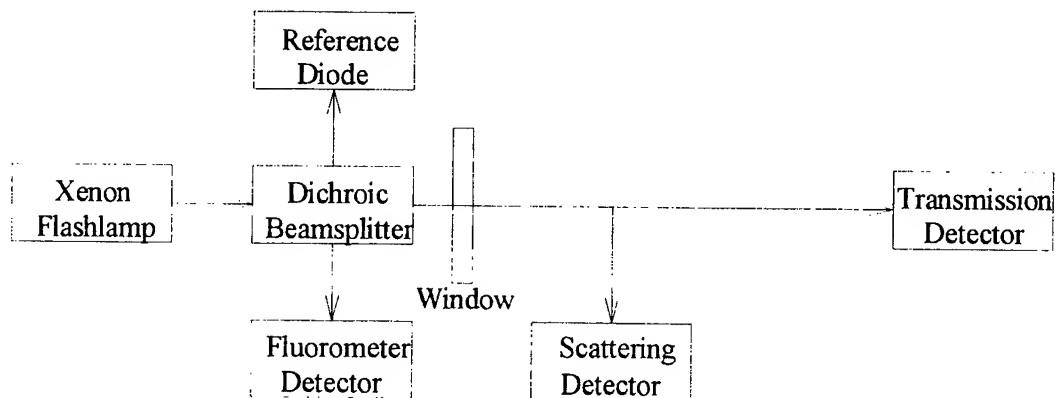 Reference
Diode
Xenon
Flashlamp
Dichroic
Beamsplitter
Transmission
Detector
Window
Fluorometer
Detector
Scattering
Detector